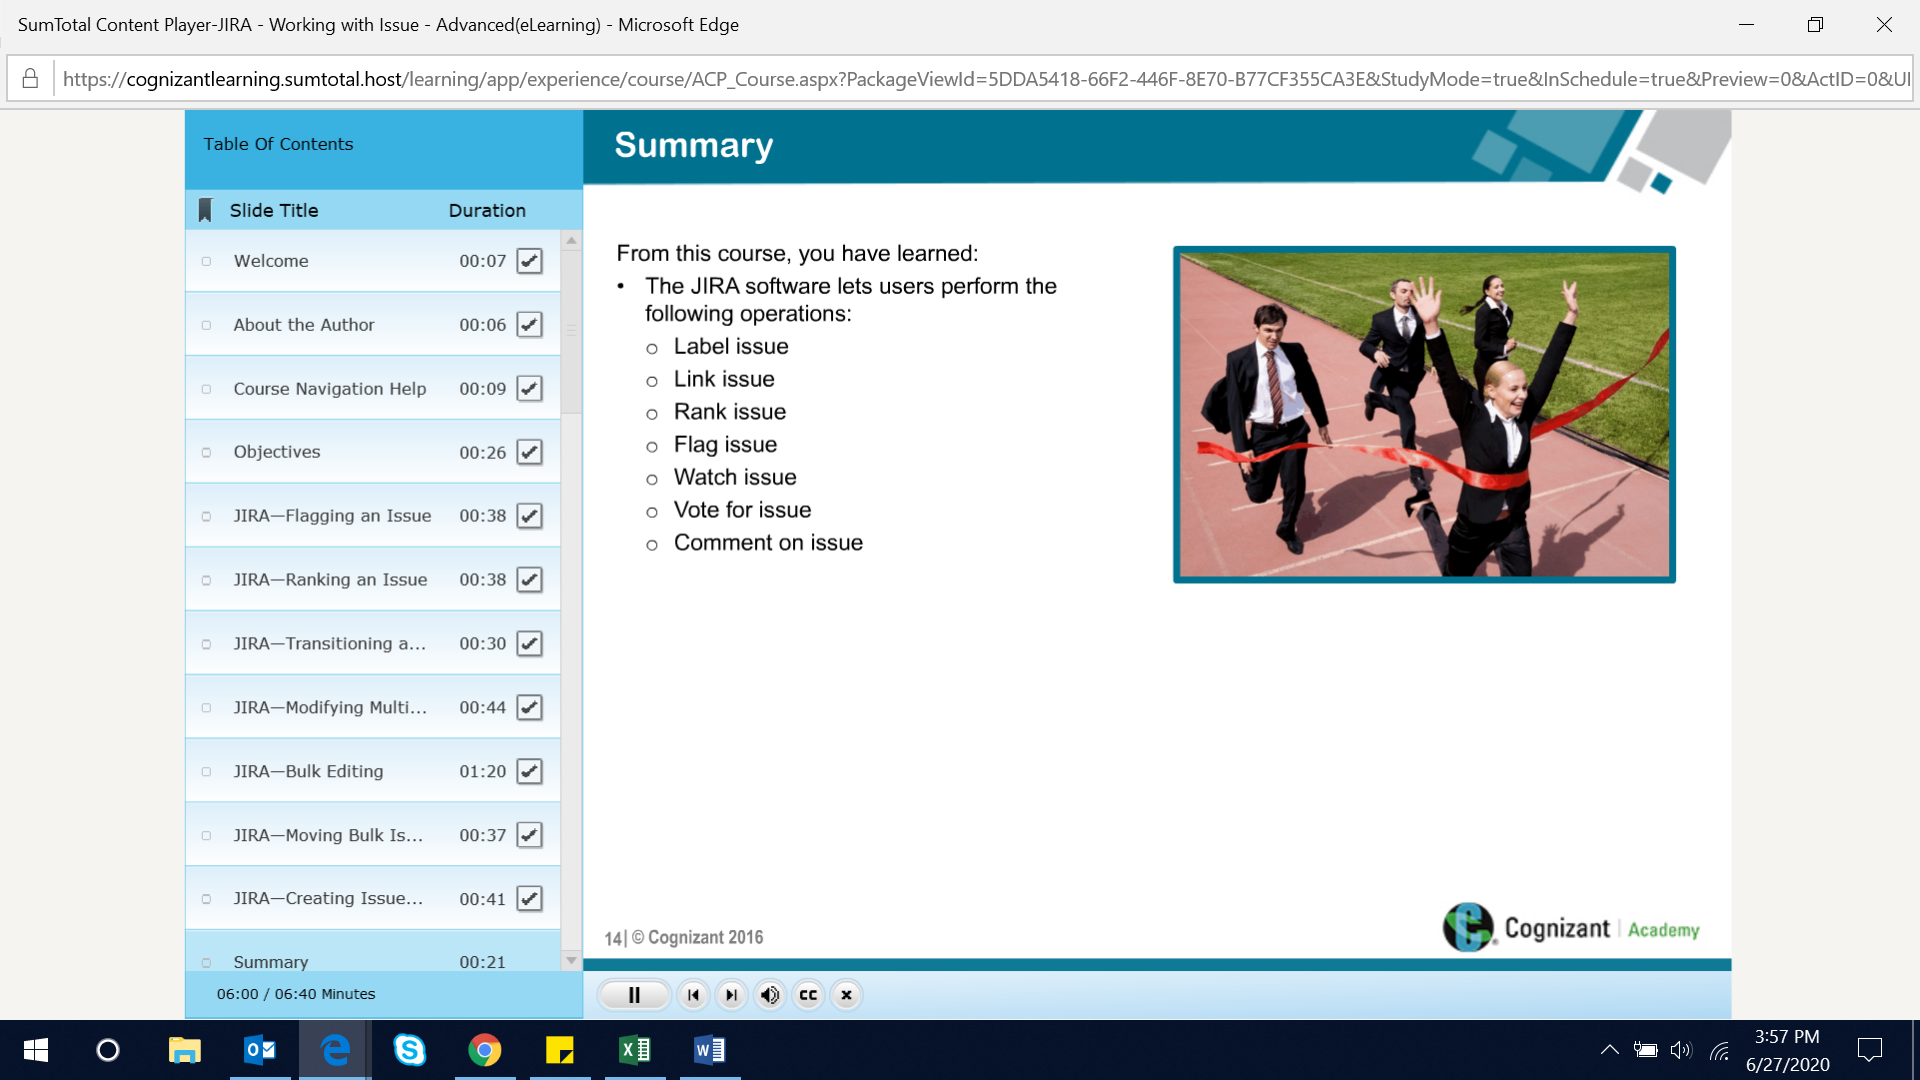 SumTotal Content Player-JIRA - Working with Issue - Advanced(eLearning) - Microsoft Edge
https://cognizantlearning.sumtotal.host/learning/app/experience/course/ACP_Course.aspx?PackageViewId=5DDA5418-66F2-446F-8E70-B77CF355CA3E&StudyMode=true&InSchedule=true&Preview=0&ActID=0&UI
Table Of Contents
Slide Title Duration
Welcome 00:07
About the Author 00:06
Course Navigation Help 00:09
Objectives 00:26
JIRA—Flagging an Issue 00:38
JIRA—Ranking an Issue 00:38
JIRA—Transitioning a... 00:30
JIRA—Modifying Multi... 00:44
JIRA—Bulk Editing 01:20
JIRA—Moving Bulk Is... 00:37
JIRA—Creating Issue... 00:41
Summary 00:21
06:00 / 06:40 Minutes
Summary
From this course, you have learned:
• The JIRA software lets users perform the
following operations:
o Label issue
o Link issue
o Rank issue
o Flag issue
o Watch issue
o Vote for issue
o Comment on issue
14| © Cognizant 2016
Cognizant | Academy
CC
3:57 PM
6/27/2020